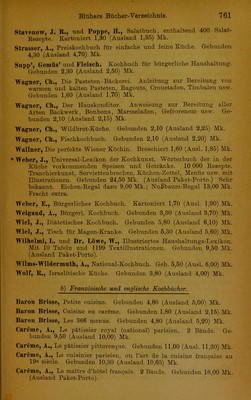 Blühers Bücher-Verzeichnis. 761
Stavenow, J. R., und Poppe, H., Salatbuch, enthaltend 400 Salat-
Rezepte. Kartoniert 1,30 (Ausland 1,35) Mk.
Strasser, A., Preiskochbuch für einfache und feine Küche. Gebunden
4,30 (Ausland 4,70) Mk.
Supp', Gemüs' und Fleisch. Kochbuch für bürgerliche Haushaltung.
Gebunden 2,30 (Ausland 2,50) Mk.
Wagner, Ch., Die Pasteten-Bäckerei. Anleitung zur Bereitung von
warmen und kalten Pasteten, Ragouts, Croustaden, Timbalen usw.
Gebunden 1,60 (Ausland 1,70) Mk.
Wagner, Ch., Der Hauskonditor. Anweisung zur Bereitung aller
Arten Backwerk, Bonbons, Marmeladen, Gefrorenem usw. Ge-
bunden 2,10 (Ausland 2,15) Mk.
Wagner, Ch., Wildbret-Küche. Gebunden 2,10 (Ausland 2,25) Mk.
Wagner, Ch., Fischkochbuch. Gebunden 2,10 (Ausland 2,20) Mk.
Wallner, Die perfekte Wiener Köchin. Broschiert 1,60 (Ausl. 1,85) Mk.
* Weber, J., Universal-Lexikon der Kochkunst, Wörterbuch der in der
Küche vorkommenden Speisen und Getränke. 10 000 Rezepte,
Tranchierkunst, Serviettenbrechen, Küchen-Zettel, Menüs usw. mit
Illustrationen. Gebunden 24,50 Mk. (Ausland Paket-Porto.) Sehr
bekannt. Eichen-Regal dazu 9,00 Mk.; Nußbaum-Regal 13,00 Mk.
Fracht extra.
Weber, E., Bürgerliches Kochbuch. Kartoniert 1,70 (Ausl. 1,90) Mk.
Weigand, A., Bürgerl. Kochbuch. Gebunden 3,30 (Ausland 3,70) Mk.
Wiel, J., Diätetisches Kochbuch. Gebunden 5,80 (Ausland 6,10) Mk.
Wiel, J., Tisch für Magen-Kranke. Gebunden 5,30 (Ausland 5,60) Mk.
Wilhelmi, I. und Dr. Löwe, W., Illustriertes Haushaltungs-Lexikon.
Mit 10 Tafeln und 1199 Textillustrationen. Gebunden 9,50 Mk.
(Ausland Paket-Porto).
Wilms-Wildermuth, A., National-Kochbuch. Geb. 5,50 (Ausl. 6,00) Mk.
Wolf, R., Israelitische Küche. Gebunden 3,80 (Ausland 4,00) Mk.
b) Französische und englische Kochbücher.
Baron Brisse, Petite cuisine. Gebunden 4,80 (Ausland 5,00) Mk.
Baron Brisse, Cuisine en carême. Gebunden 1,80 (Ausland 2,15) Mk.
Baron Brisse, Les 366 menus. Gebunden 4,80 (Ausland 5,20) Mk.
Carême, A., Le pâtissier royal (national) parisien. 2 Bände. Ge-
bunden 9,50 (Ausland 10,00) Mk.
Carême, A., Le pâtissier pittoresque. Gebunden 11,00 (Ausl. 11,30) Mk.
Carême, A., Le cuisinier parisien, ou l'art de la cuisine française au
19e siècle. Gebunden 10,30 (Ausland 10,65) Mk.
Carême, A., Le maître d'hôtel français. 2 Bände. Gebunden 18,00 Mk.
(Ausland Paket-Porto).